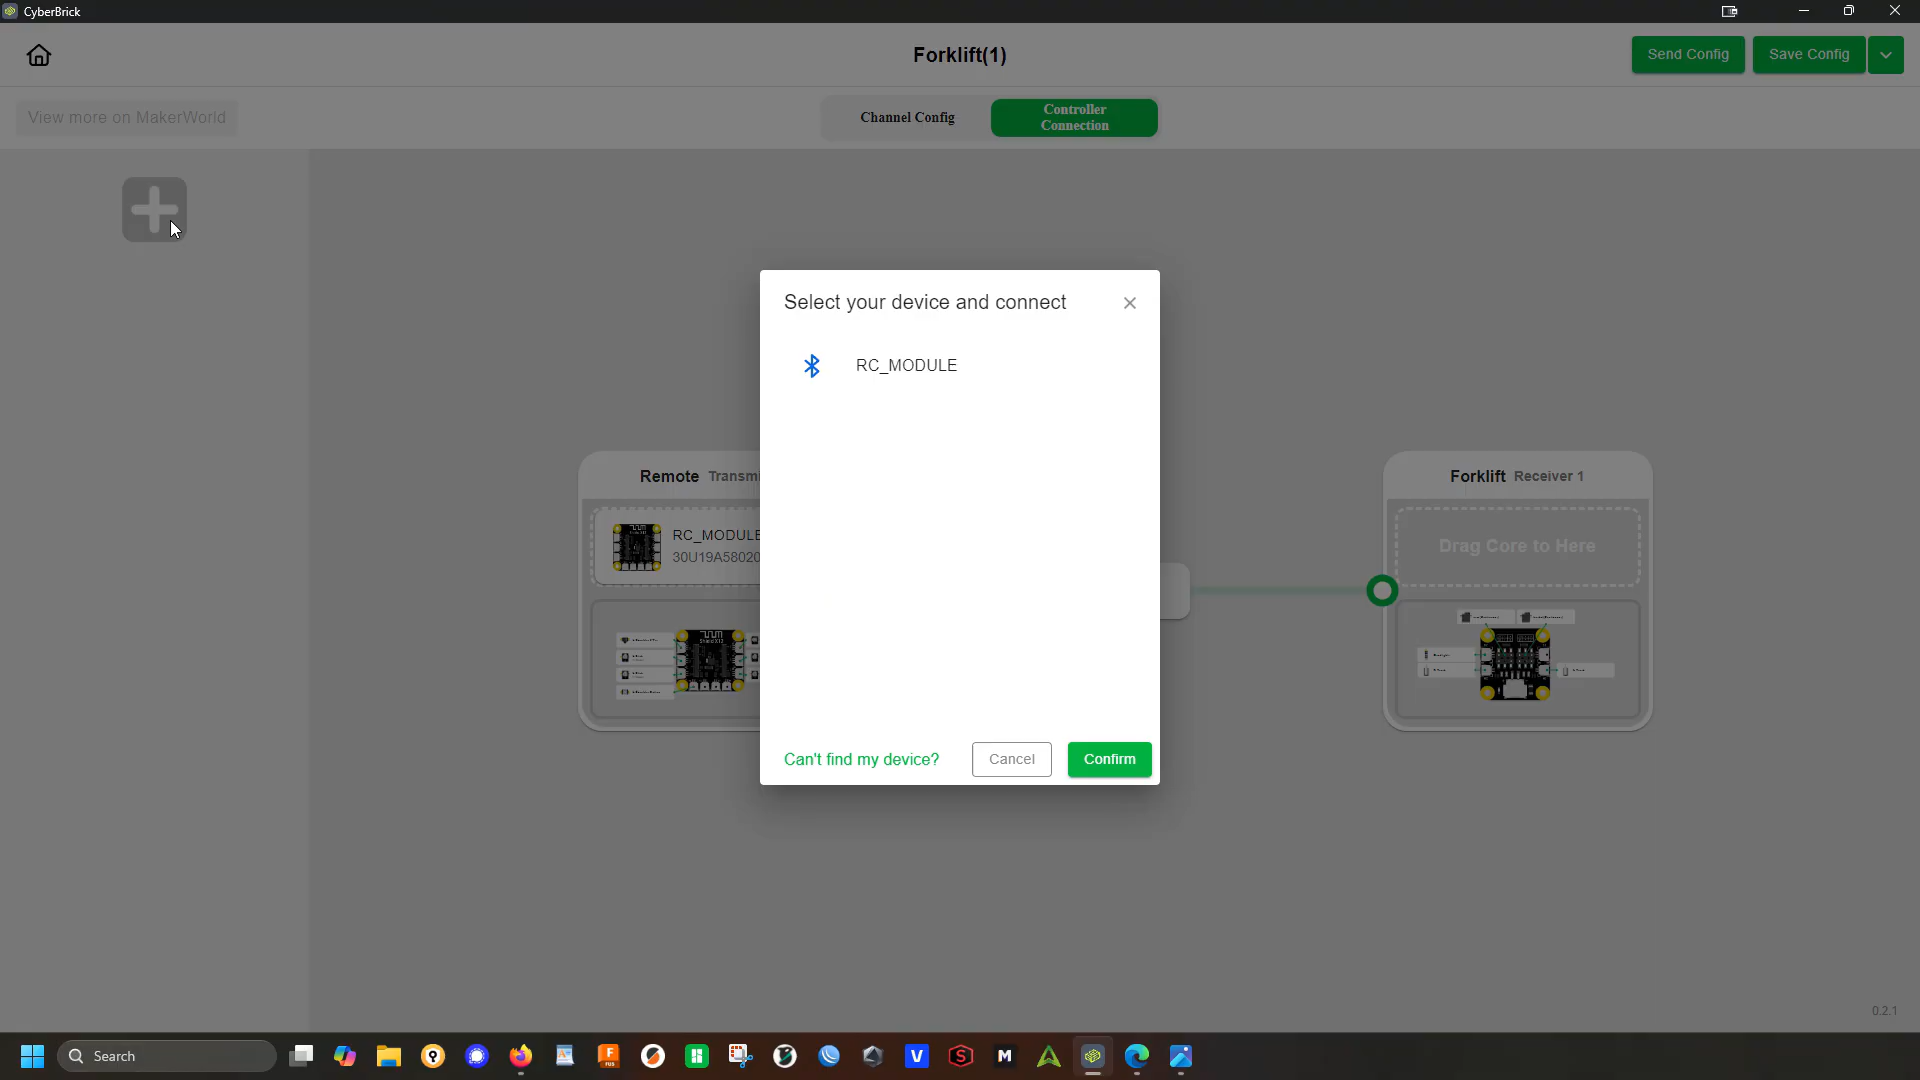 CyberBrick
Forklift(1)
Send Config
Save Config
View more on MakerWorld
Channel Config
Controller
Connection
Select your device and connect
RC_MODULE
Remote Transmi
RC_MODULE
30U19A58020
Forklift Receiver 1
Drag Core to Here
Can't find my device?
Cancel
Confirm
0.2.1
Search